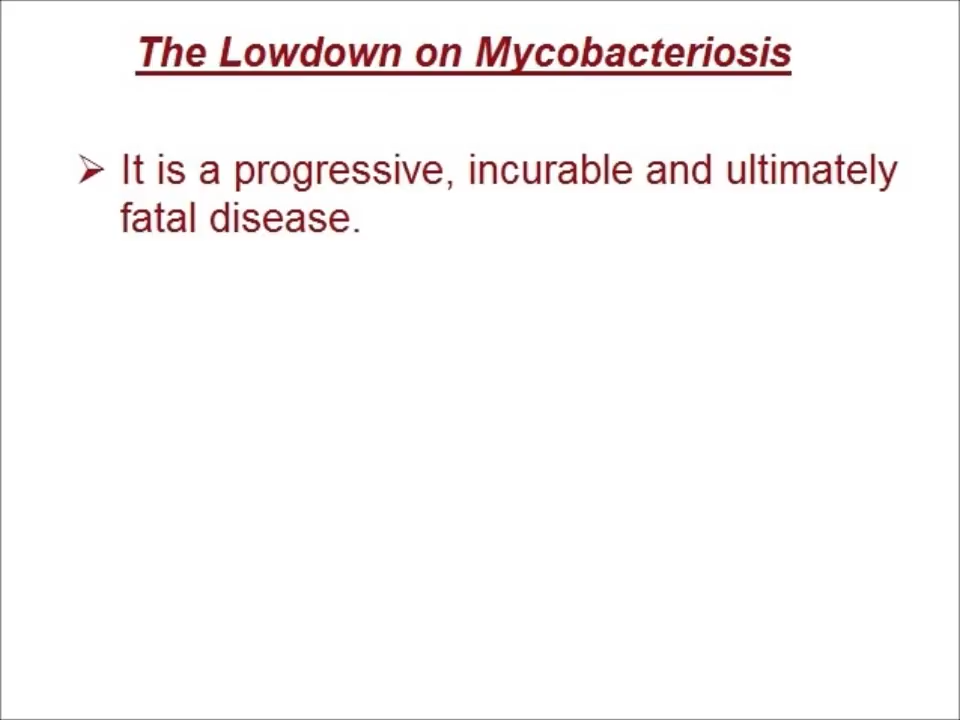 The Lowdown on Mycobacteriosis
➢ It is a progressive, incurable and ultimately
fatal disease.